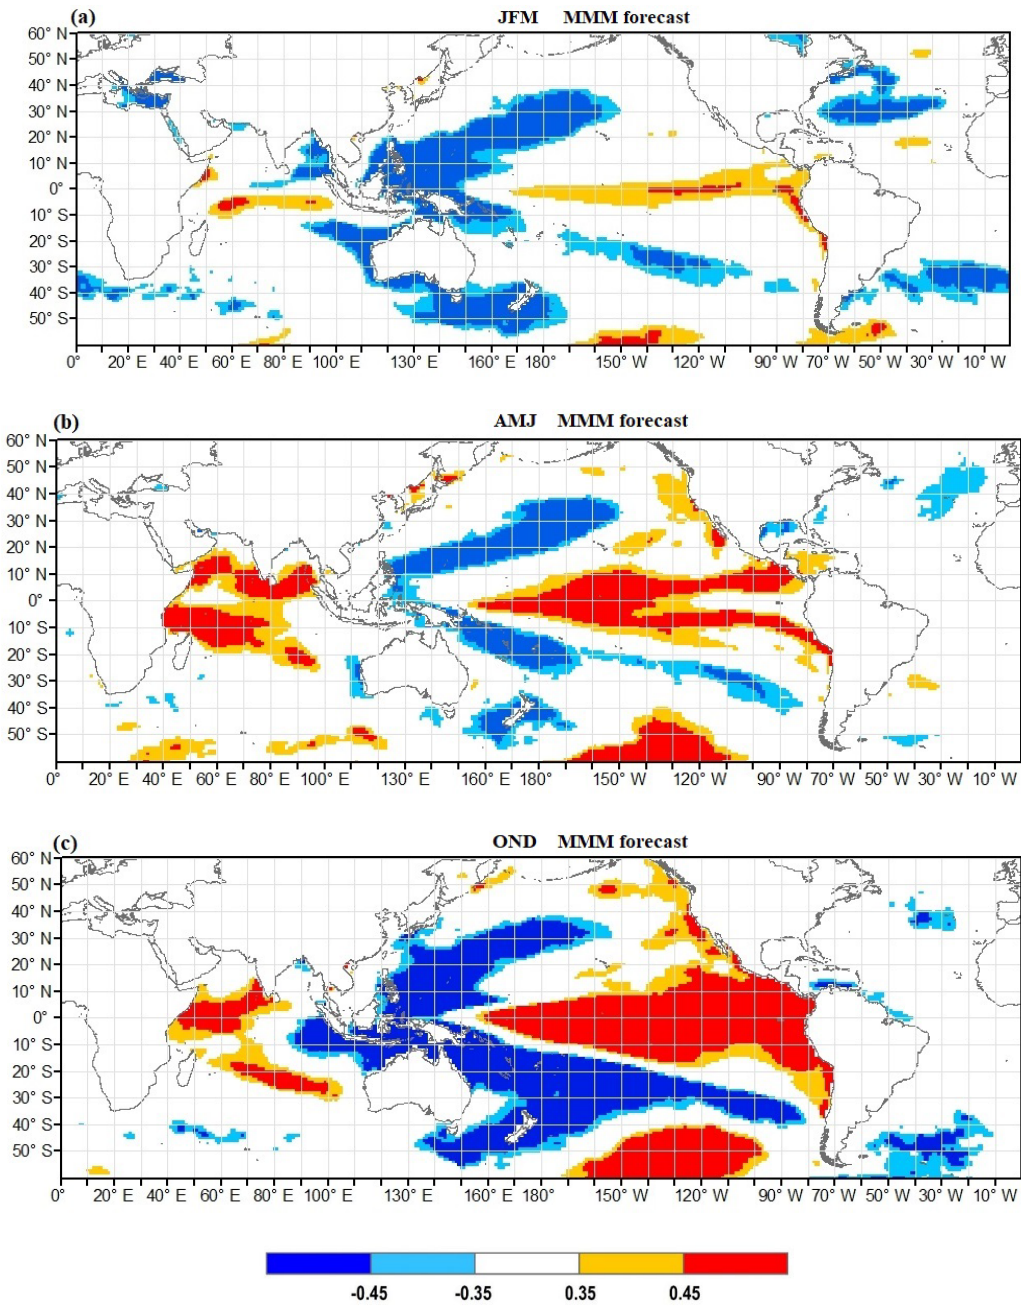 (a) JFM MMM forecast
60° N
50° N
40° N
30° N
20° N
10° N
0°
10° S
20° S
30° S
40° S
50° S
0° 20° E 40° E 60° E 80° E 100° E 130° E 160° E 180° 150° W 120° W 90° W 70° W 50° W 30° W 10° W
(b) AMJ MMM forecast
60° N
50° N
40° N
30° N
20° N
10° N
0°
10° S
20° S
30° S
40° S
50° S
0° 20° E 40° E 60° E 80° E 100° E 130° E 160° E 180° 150° W 120° W 90° W 70° W 50° W 30° W 10° W
(c) OND MMM forecast
60° N
50° N
40° N
30° N
20° N
10° N
0°
10° S
20° S
30° S
40° S
50° S
0° 20° E 40° E 60° E 80° E 100° E 130° E 160° E 180° 150° W 120° W 90° W 70° W 50° W 30° W 10° W
-0.45 -0.35 0.35 0.45